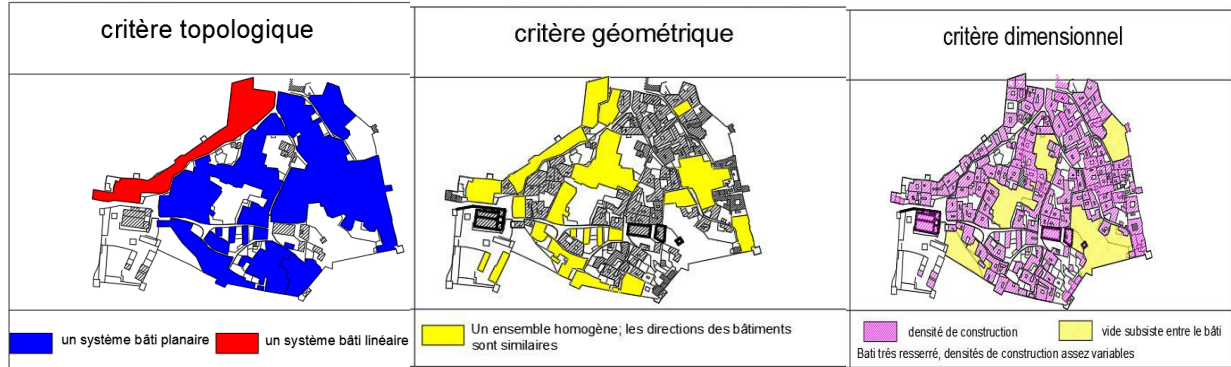 critère topologique
un système bâti planaire
un système bâti linéaire
critère géométrique
Un ensemble homogène; les directions des bâtiments
sont similaires
critère dimensionnel
densité de construction
vide subsiste entre le bâti
Bati trés resserré, densités de construction assez variables